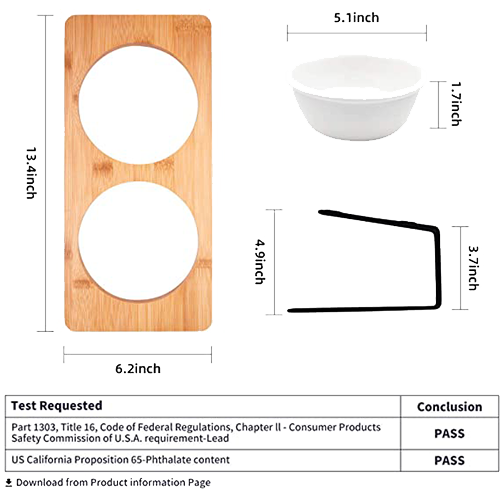 5.1inch
1.7inch
13.4inch
4.9inch
3.7inch
6.2inch
Test Requested Conclusion
Part 1303, Title 16, Code of Federal Regulations, Chapter ll - Consumer Products
Safety Commission of U.S.A. requirement-Lead PASS
US California Proposition 65-Phthalate content PASS
Download from Product information Page